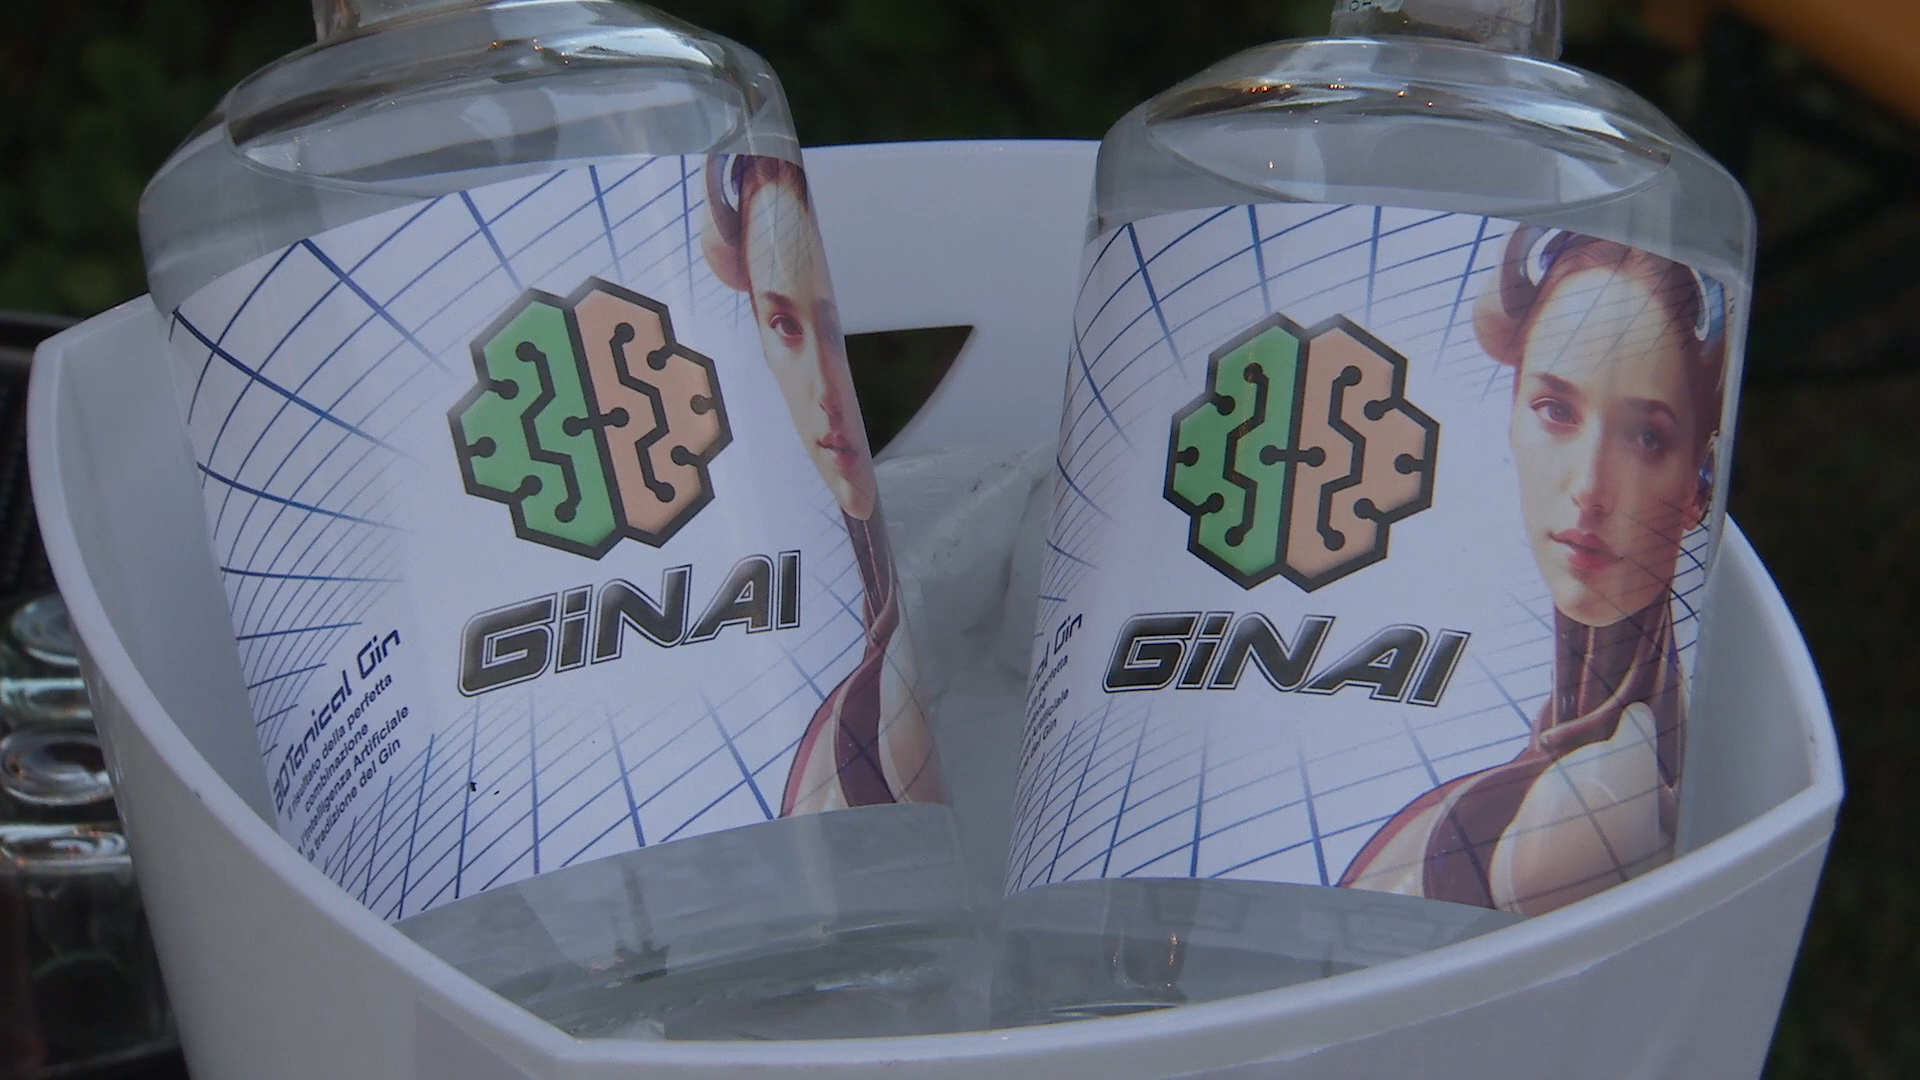 GiNAI
BOTanical Gin
il risultato della perfetta
combinazione
l'intelligenza Artificiale
la tradizione del Gin
GiNAI
al Gin
perfetta
Artificiale
del Gin